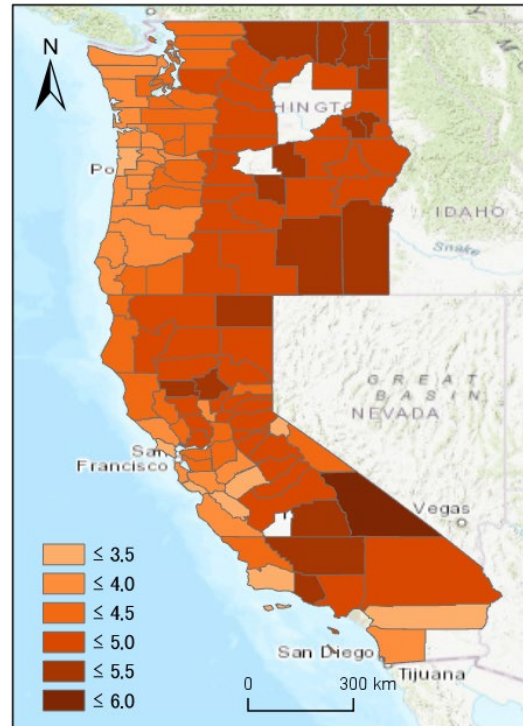 N
HINGTO
Po
IDAHO
Snake
GREAT
BASIN
NEVADA
San
Francisco
Vegas
≤ 3.5
≤ 4.0
≤ 4.5
≤ 5.0
≤ 5.5
≤ 6.0
San Diego
Tijuana
0 300 km